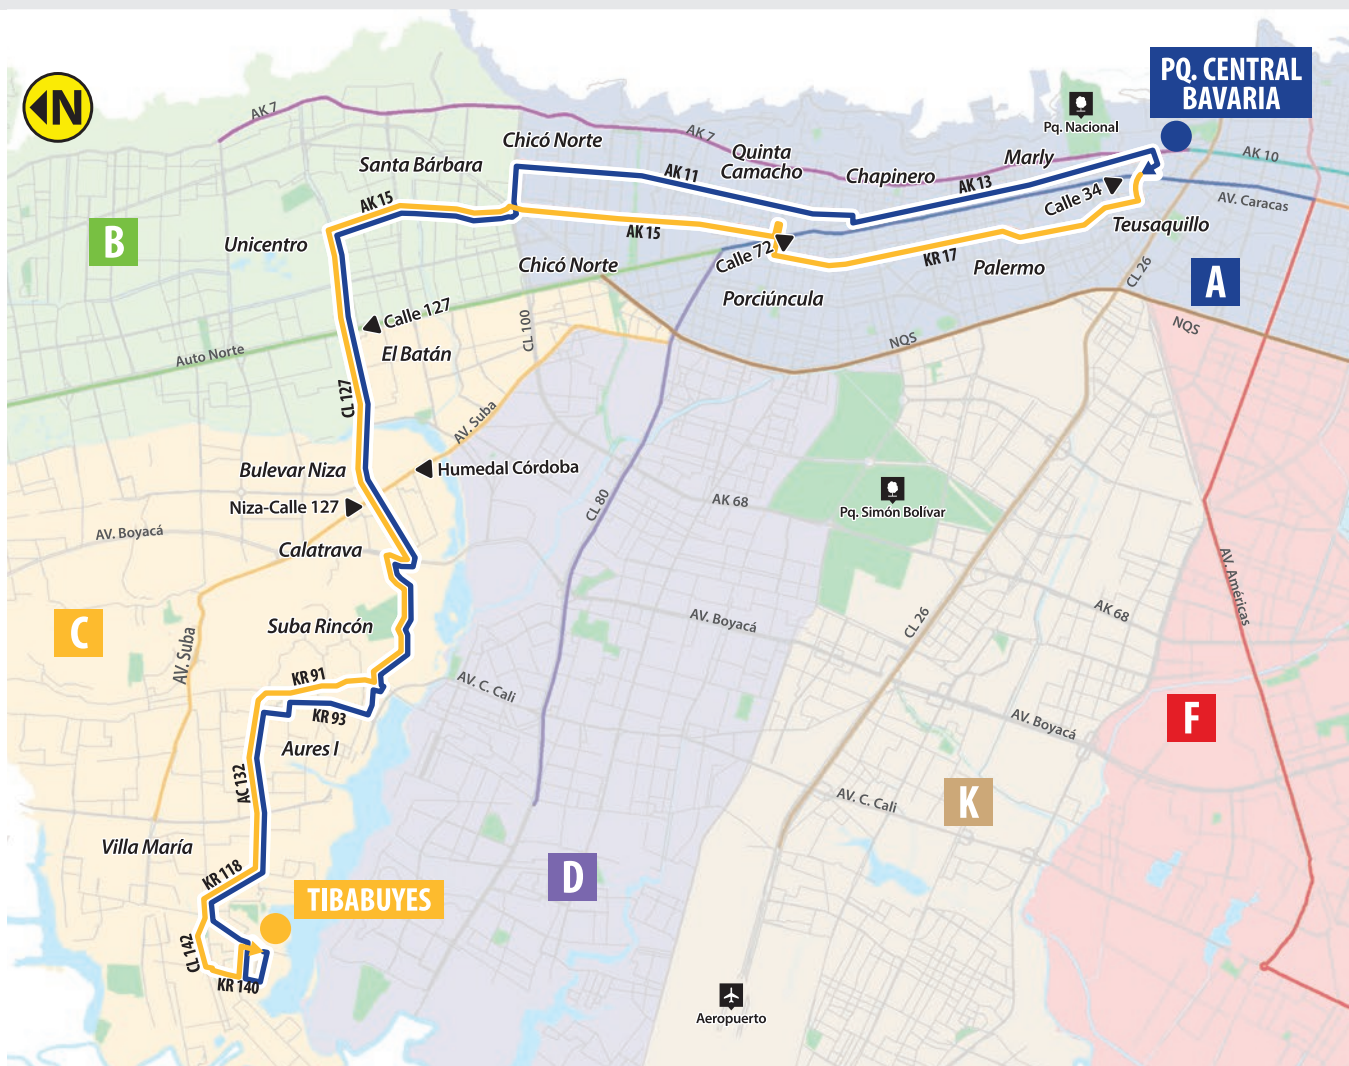 N
PQ. CENTRAL
BAVARIA
AK 7
Pq. Nacional
Chicó Norte
AK 7
Quinta
Camacho
Marly
AK 10
Santa Bárbara
AK 11
Chapinero
AK 13
Calle 34
AV. Caracas
AK 15
B
Unicentro
AK 15
Teusaquillo
Calle 72
KR 17
Chicó Norte
Palermo
CL 26
A
Porciúncula
Calle 127
CL 100
NQS
NQS
Auto Norte
El Batán
CL 127
AV. Suba
Bulevar Niza
Humedal Córdoba
Niza-Calle 127
CL 80
AK 68
Pq. Simón Bolívar
AV. Boyacá
Calatrava
AV. Américas
C
Suba Rincón
AV. Boyacá
CL 26
AK 68
AV. Suba
KR 91
AV. C. Cali
KR 93
F
AV. Boyacá
Aures I
AC 132
AV. C. Cali
K
Villa María
KR 118
D
TIBABUYES
CL 142
KR 140
Aeropuerto